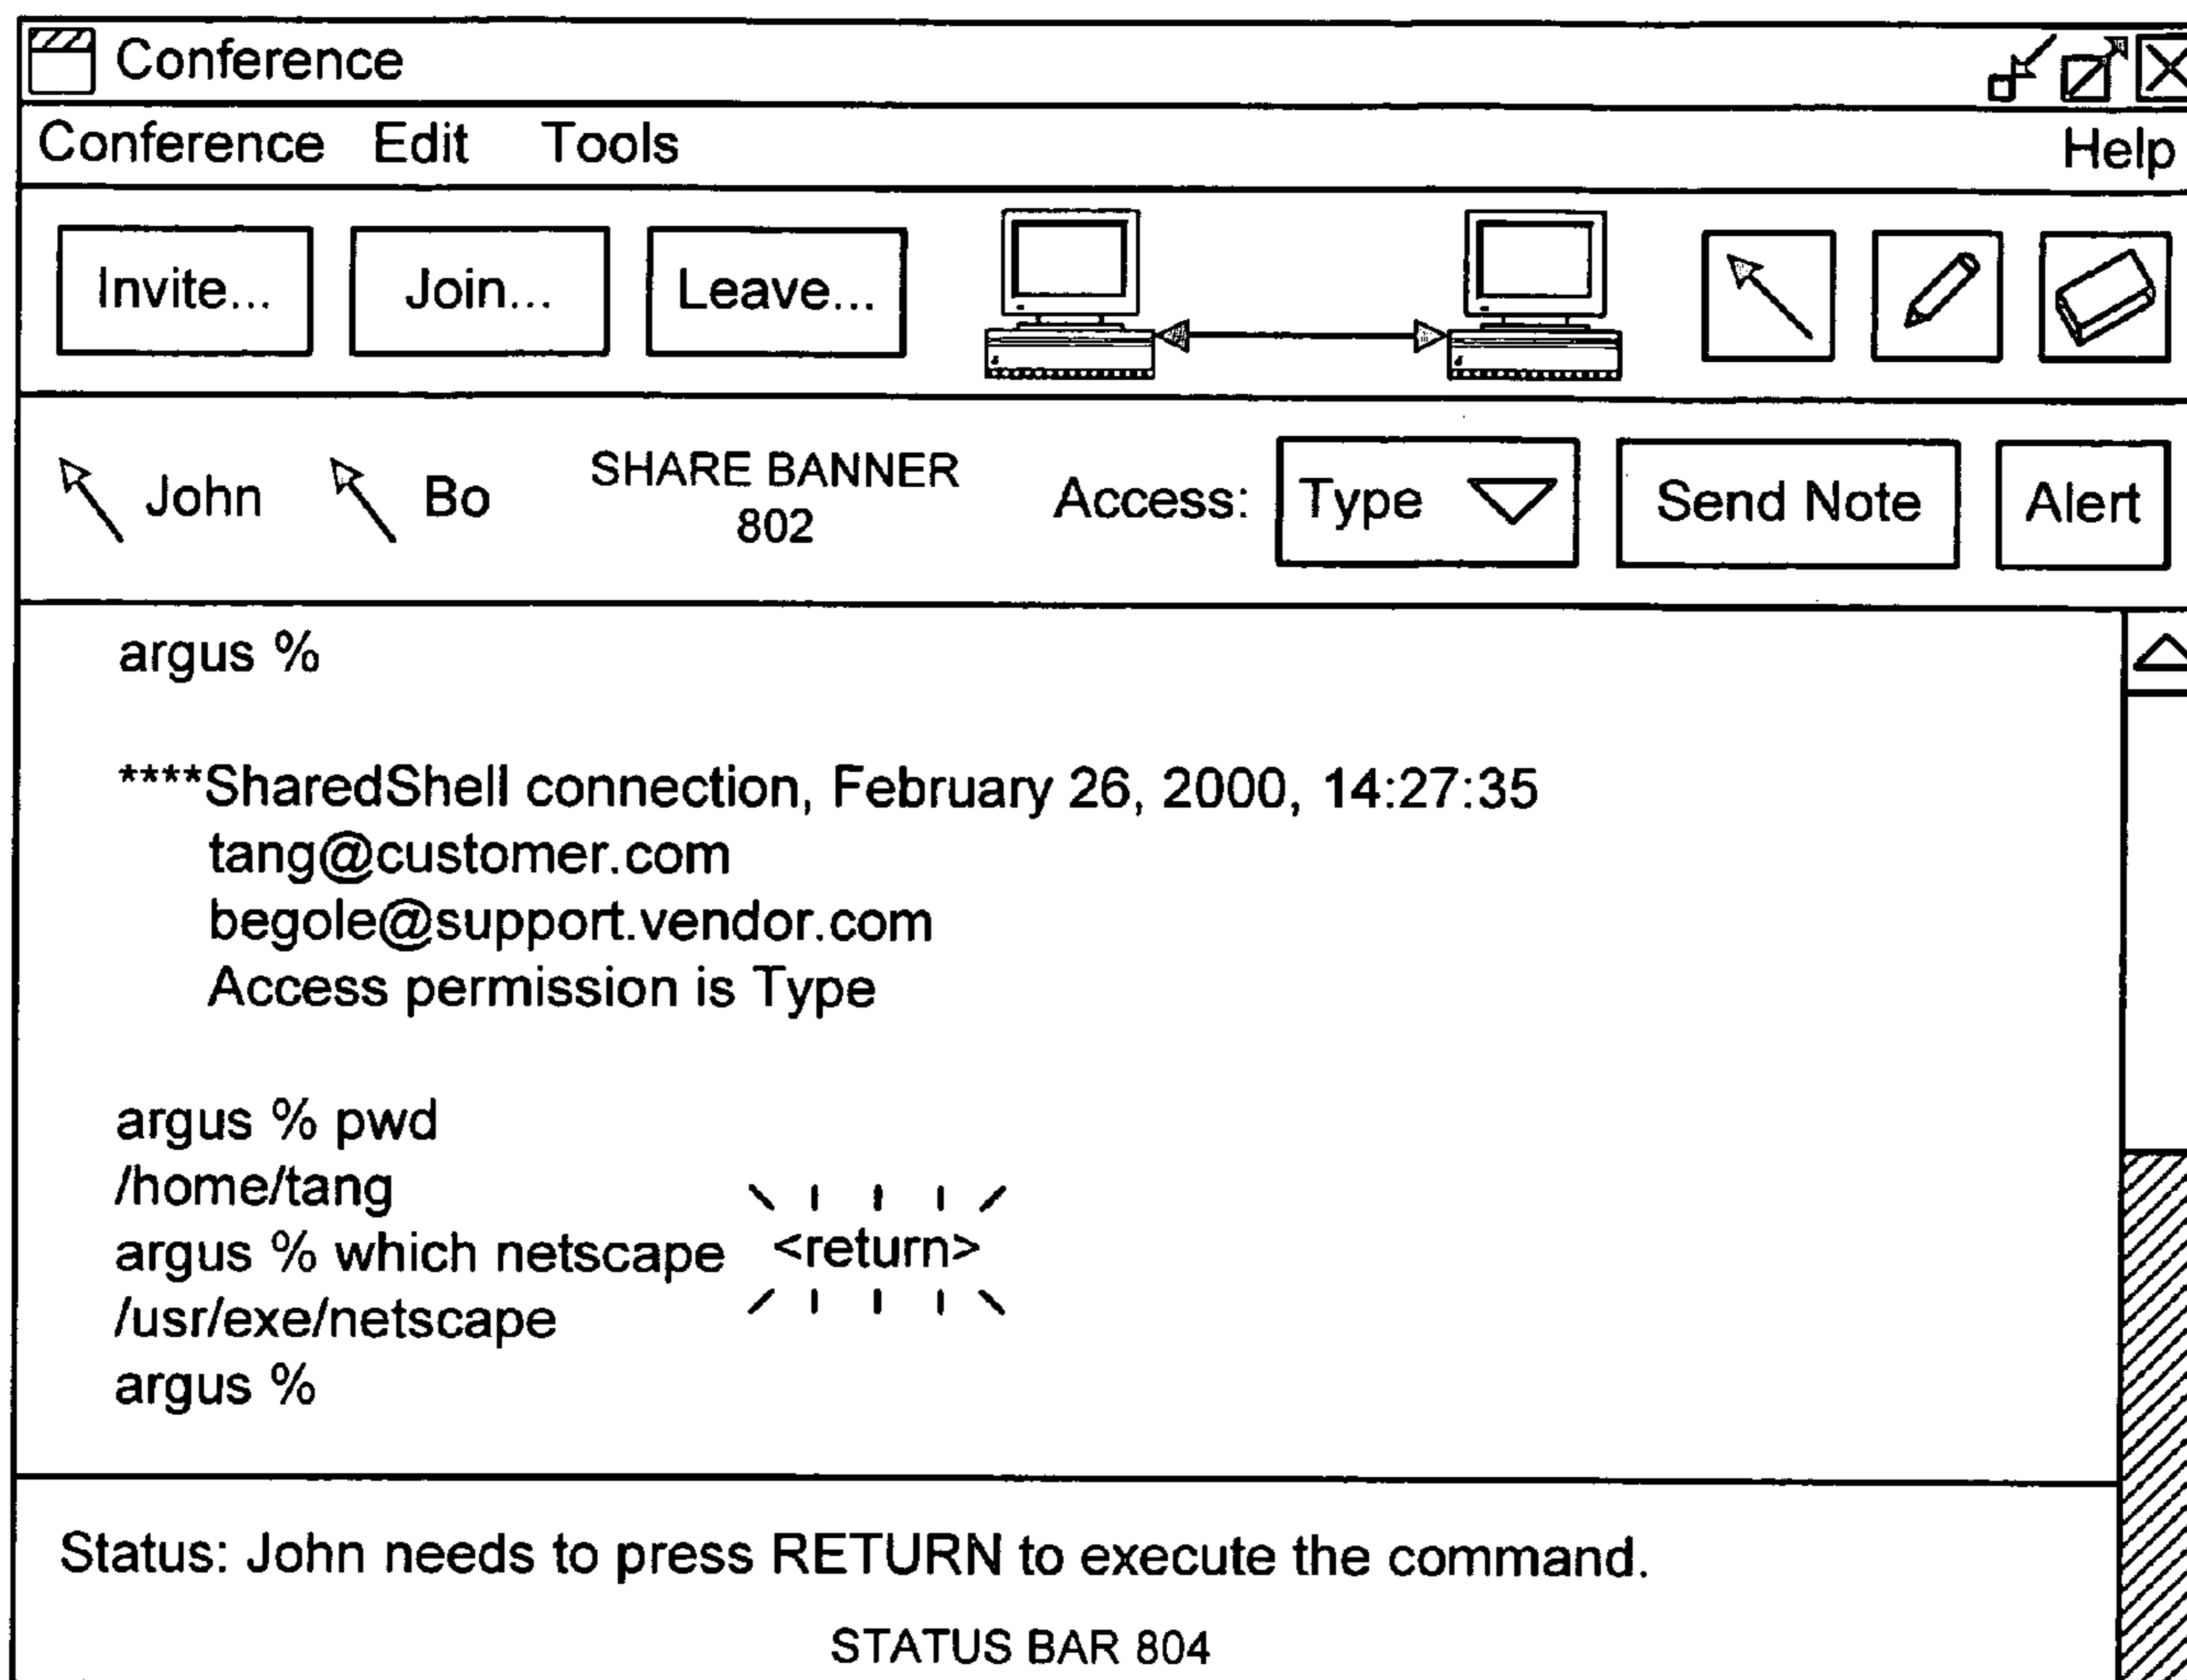 Conference
Conference Edit Tools Help
Invite... Join... Leave...
John Bo SHARE BANNER Access: Type Send Note Alert
802
argus %
****SharedShell connection, February 26, 2000, 14:27:35
tang@customer.com
begole@support.vendor.com
Access permission is Type
argus % pwd
/home/tang
argus % which netscape <return>
/usr/exe/netscape
argus %
Status: John needs to press RETURN to execute the command.
STATUS BAR 804